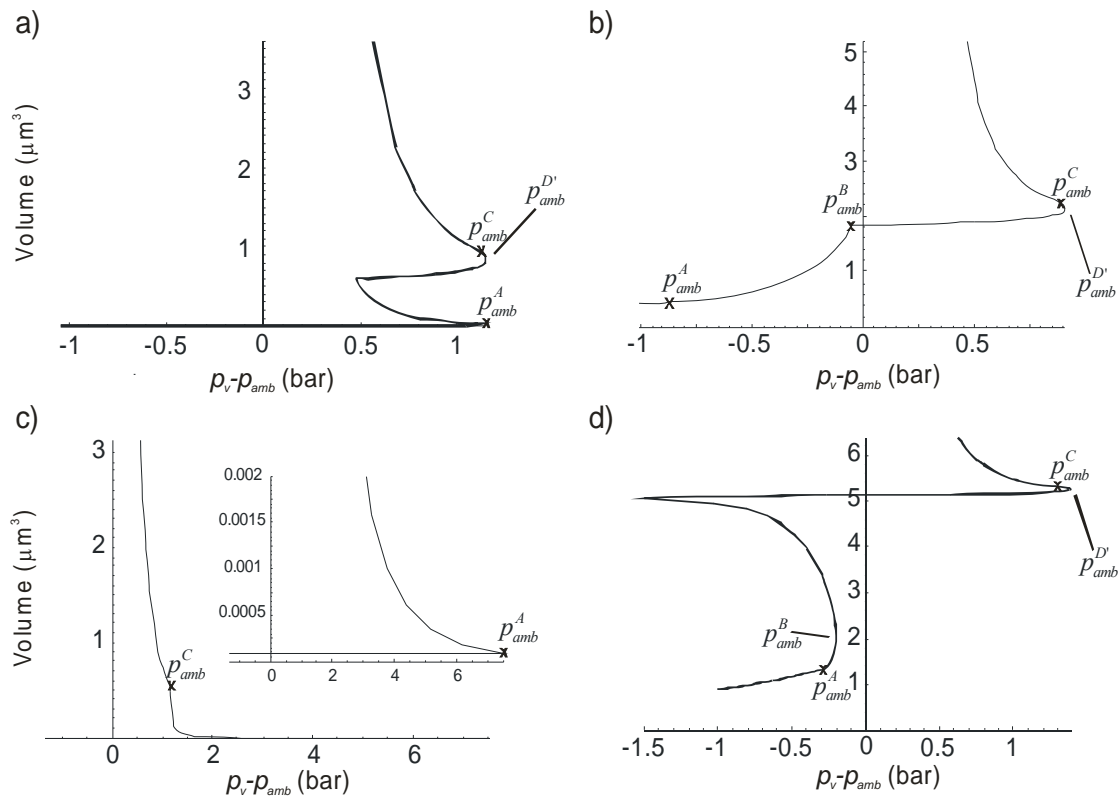 a)
Volume (μm³)
3
2
1
p_amb^C
p_amb^D'
p_amb^A
-1
-0.5
0
0.5
1
p_v-p_amb (bar)
b)
5
4
3
1
p_amb^B
p_amb^C
p_amb^A
p_amb^D'
-1
-0.5
0
0.5
p_v-p_amb (bar)
c)
Volume (μm³)
3
2
1
p_amb^C
0.002
0.0015
0.001
0.0005
p_amb^A
0
2
4
6
0
2
4
6
p_v-p_amb (bar)
d)
6
5
4
3
2
1
p_amb^C
p_amb^D'
p_amb^B
p_amb^A
-1.5
-1
-0.5
0
0.5
1
p_v-p_amb (bar)